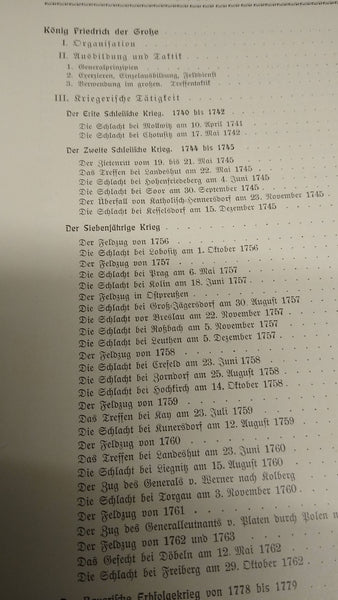 König Friedrich der Große
I. Organisation
II. Ausbildung und Taktik
1. Generalprinzipien
2. Exerzieren, Einzelausbildung, Felddienst
3. Verwendung im großen. Treffentaktik
III. Kriegerische Tätigkeit
Der Erste Schlesische Krieg. 1740 bis 1742
Die Schlacht bei Mollwitz am 10. April 1741
Die Schlacht bei Chotusitz am 17. Mai 1742
Der Zweite Schlesische Krieg. 1744 bis 1745
Der Zietenritt vom 19. bis 21. Mai 1745
Das Treffen bei Landeshut am 22. Mai 1745
Die Schlacht bei Hohenfriedeberg am 4. Juni 1745
Die Schlacht bei Soor am 30. September 1745
Der Überfall von Katholisch-Hennersdorf am 23. November 1745
Die Schlacht bei Kesselsdorf am 15. Dezember 1745
Der Siebenjährige Krieg
Der Feldzug von 1756
Die Schlacht bei Lobositz am 1. Oktober 1756
Der Feldzug von 1757
Die Schlacht bei Prag am 6. Mai 1757
Die Schlacht bei Kolin am 18. Juni 1757
Der Feldzug in Ostpreußen
Die Schlacht bei Groß-Jägersdorf am 30. August 1757
Die Schlacht vor Breslau am 22. November 1757
Die Schlacht bei Roßbach am 5. November 1757
Die Schlacht bei Leuthen am 5. Dezember 1757
Der Feldzug von 1758
Die Schlacht bei Crefeld am 23. Juni 1758
Die Schlacht bei Zorndorf am 25. August 1758
Die Schlacht bei Hochkirch am 14. Oktober 1758
Der Feldzug von 1759
Das Treffen bei Kay am 23. Juli 1759
Die Schlacht bei Kunersdorf am 12. August 1759
Der Feldzug von 1760
Das Treffen bei Landeshut am 23. Juni 1760
Die Schlacht bei Liegnitz am 15. August 1760
Der Zug des Generals v. Werner nach Kolberg
Die Schlacht bei Torgau am 3. November 1760
Der Feldzug von 1761
Der Zug des Generalleutnants v. Platen durch Polen
Der Feldzug von 1762 und 1763
Das Gefecht bei Döbeln am 12. Mai 1762
Die Schlacht bei Freiberg am 29. Oktober 1762
Der Bayerische Erbfolgekrieg von 1778 bis 1779